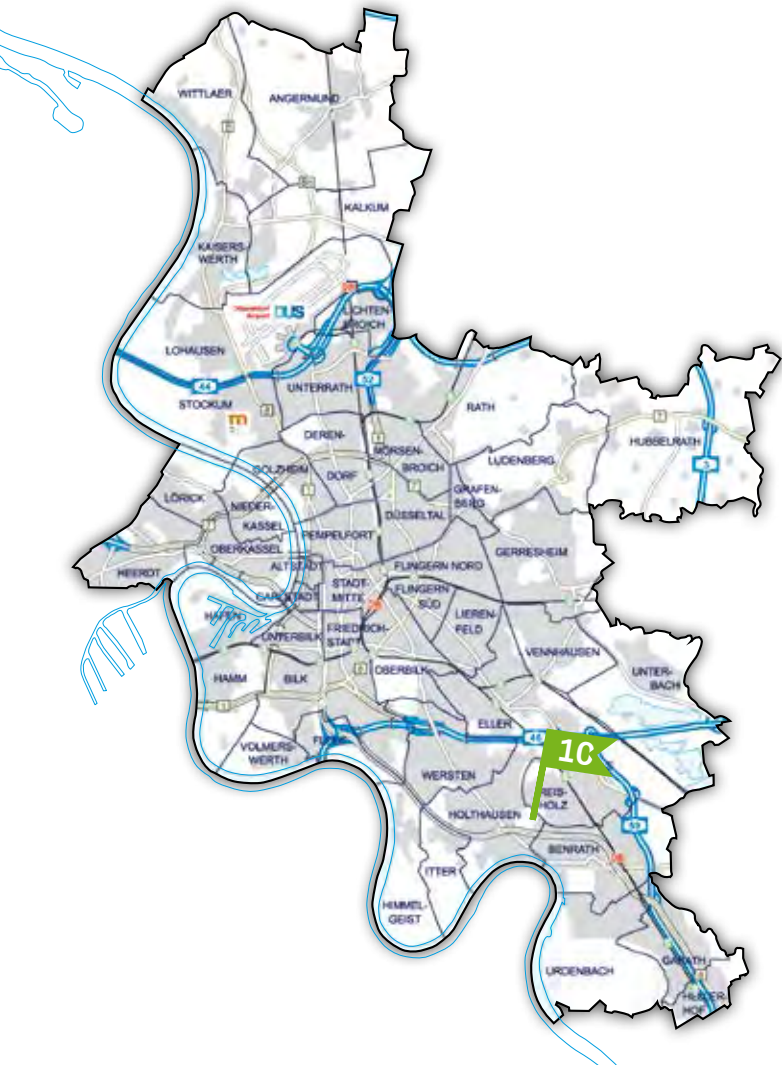 WITTLAER
ANGERMUND
KALKUM
KAISERS-
WERTH
DUS
LICHTEN-
BROICH
LOHAUSEN
44
52
UNTERRATH
STOCKUM
m
RATH
HUBBELRATH
3
DEREN-
DORF
MÖRSEN-
BROICH
LUDENBERG
GOLZHEIM
GRAFEN-
BERG
LÖRICK
NIEDER-
KASSEL
DÜSSELTAL
PEMPELFORT
OBERKASSEL
GERRESHEIM
HEERDT
ALTSTADT
FLINGERN NORD
STADT-
MITTE
FLINGERN
SÜD
CARLSTADT
HAFEN
LIEREN-
FELD
UNTERBILK
FRIEDRICH-
STADT
VENNHAUSEN
UNTER-
BACH
HAMM
BILK
OBERBILK
ELLER
46
10
VOLMERS-
WERTH
WERSTEN
REIS-
HOLZ
HOLTHAUSEN
59
BENRATH
ITTER
HIMMEL-
GEIST
URDENBACH
GARATH
HELLER-
HOF